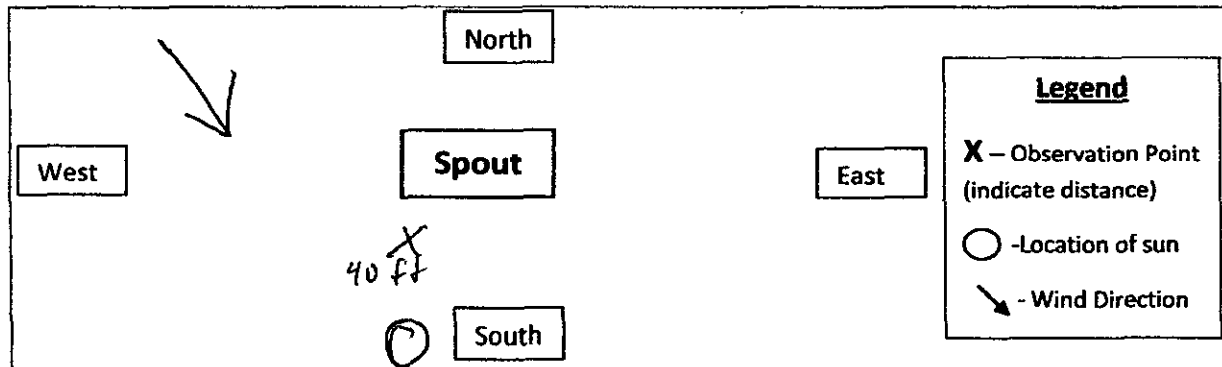 North
Legend
West
Spout
East
X – Observation Point
(indicate distance)
-Location of sun
X
40 ft
- Wind Direction
South